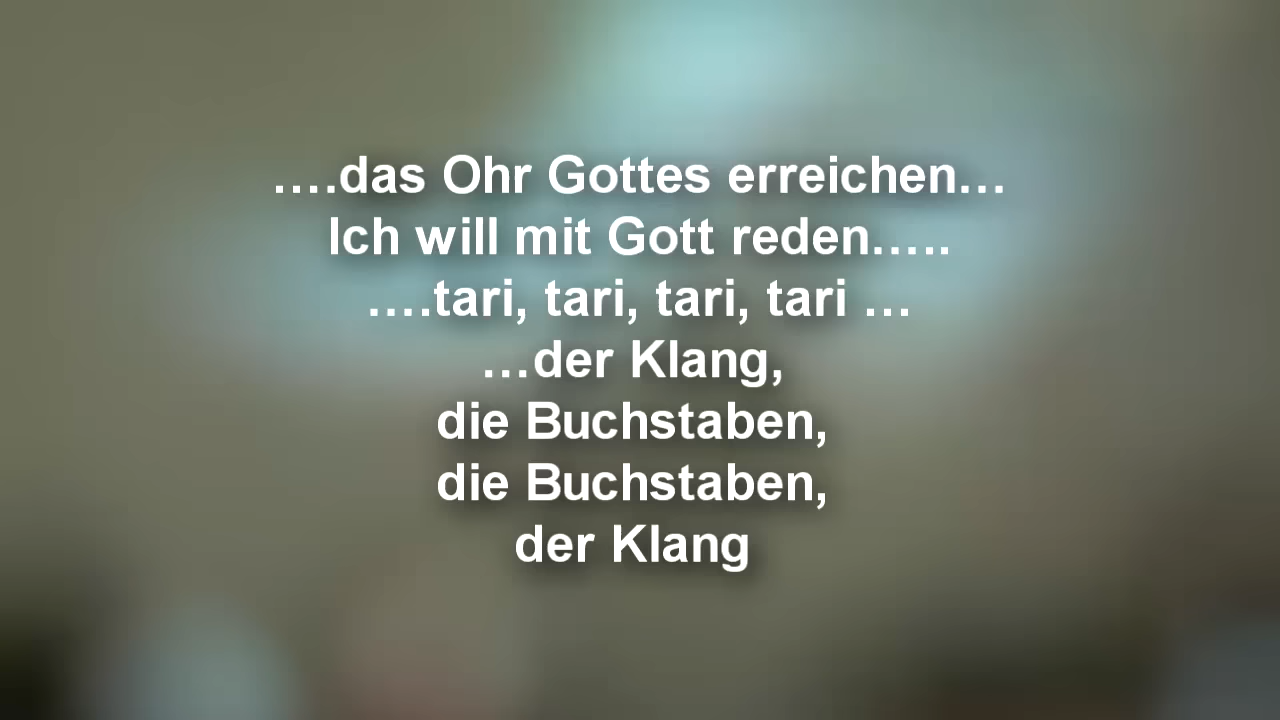 ….das Ohr Gottes erreichen…
Ich will mit Gott reden…..
….tari, tari, tari, tari …
…der Klang,
die Buchstaben,
die Buchstaben,
der Klang